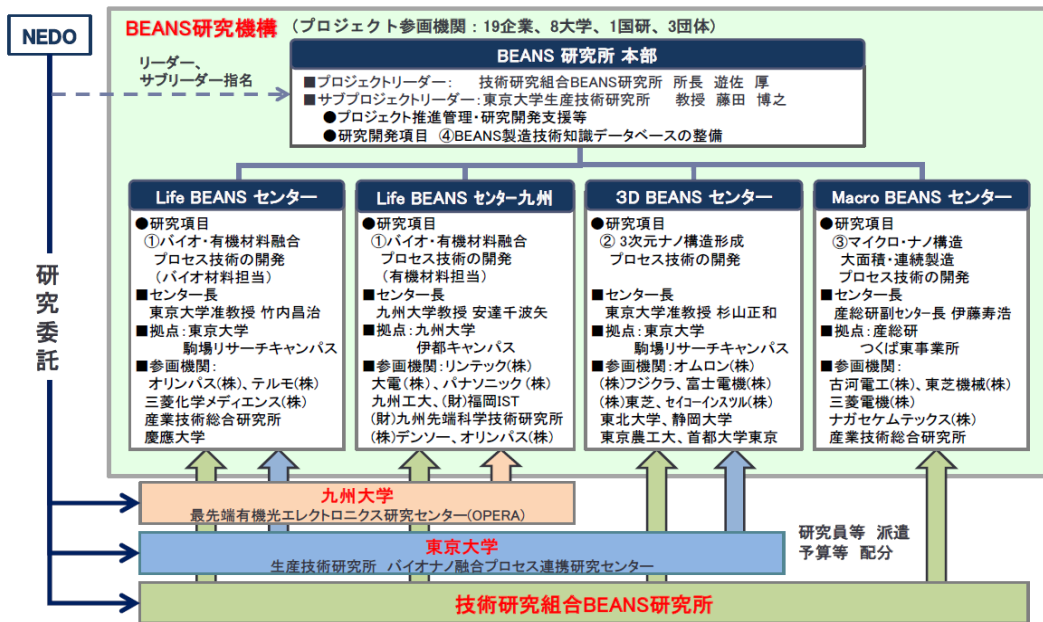 NEDO
BEANS研究機構 (プロジェクト参画機関：19企業、8大学、1国研、3団体)
リーダー、
サブリーダー指名
BEANS 研究所 本部
■プロジェクトリーダー： 技術研究組合BEANS研究所 所長 遊佐 厚
■サブプロジェクトリーダー：東京大学生産技術研究所 教授 藤田 博之
●プロジェクト推進管理・研究開発支援等
●研究開発項目 ④BEANS製造技術知識データベースの整備
研究委託
Life BEANS センター
●研究項目
①バイオ・有機材料融合
プロセス技術の開発
(バイオ材料担当)
■センター長
東京大学准教授 竹内昌治
■拠点：東京大学
駒場リサーチキャンパス
■参画機関：
オリンパス(株)、テルモ(株)
三菱化学メディエンス(株)
産業技術総合研究所
慶應大学
Life BEANS センター九州
●研究項目
①バイオ・有機材料融合
プロセス技術の開発
(有機材料担当)
■センター長
九州大学教授 安達千波矢
■拠点：九州大学
伊都キャンパス
■参画機関：リンテック(株)
大電(株)、パナソニック(株)
九州工大、(財)福岡IST
(財)九州先端科学技術研究所
(株)デンソー、オリンパス(株)
3D BEANS センター
●研究項目
② 3次元ナノ構造形成
プロセス技術の開発
■センター長
東京大学准教授 杉山正和
■拠点：東京大学
駒場リサーチキャンパス
■参画機関：オムロン(株)
(株)フジクラ、富士電機(株)
(株)東芝、セイコーインスツル(株)
東北大学、静岡大学
東京農工大、首都大学東京
Macro BEANS センター
●研究項目
③マイクロ・ナノ構造
大面積・連続製造
プロセス技術の開発
■センター長
産総研副センター長 伊藤寿浩
■拠点：産総研
つくば東事業所
■参画機関：
古河電工(株)、東芝機械(株)
三菱電機(株)
ナガセケムテックス(株)
産業技術総合研究所
九州大学
最先端有機光エレクトロニクス研究センター(OPERA)
東京大学
生産技術研究所 バイオナノ融合プロセス連携研究センター
研究員等 派遣
予算等 配分
技術研究組合BEANS研究所